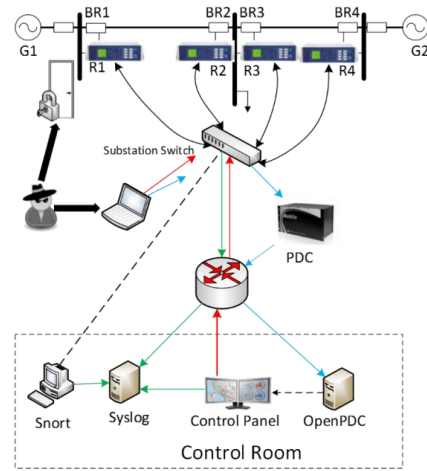 BR1
BR2
BR3
BR4
G1
G2
R1
R2
R3
R4
Substation Switch
PDC
Snort
Syslog
Control Panel
OpenPDC
Control Room